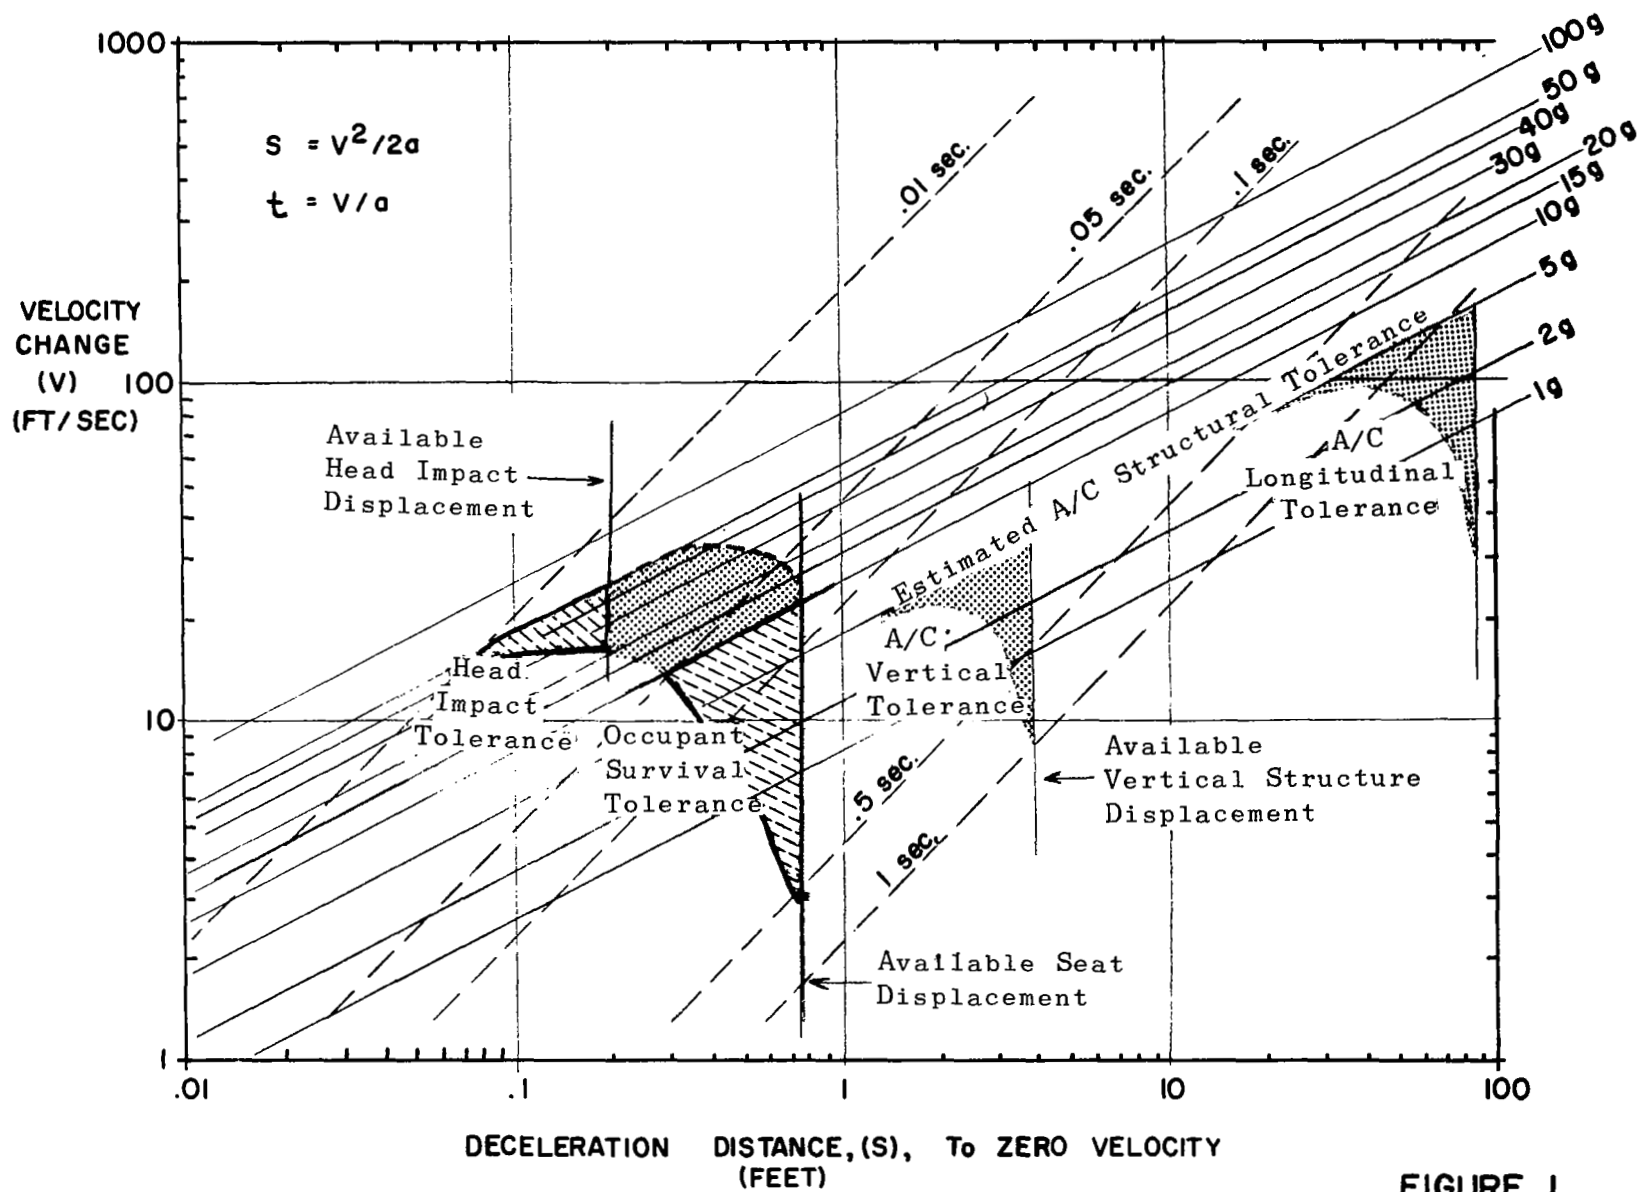 1000
100
10
1
S = V²/2a
t = V/a
VELOCITY
CHANGE
(V)
(FT/SEC)
.01 sec.
.05 sec.
.1 sec.
100g
50g
40g
30g
20g
15g
10g
5g
2g
1g
Available
Head Impact
Displacement
Estimated A/C Structural Tolerance
A/C
Longitudinal
Tolerance
A/C
Vertical
Tolerance
Head
Impact
Tolerance
Occupant
Survival
Tolerance
.5 sec.
1 sec.
Available
Vertical Structure
Displacement
Available Seat
Displacement
.01
.1
1
10
100
DECELERATION DISTANCE,(S), To ZERO VELOCITY
(FEET)
FIGURE 1